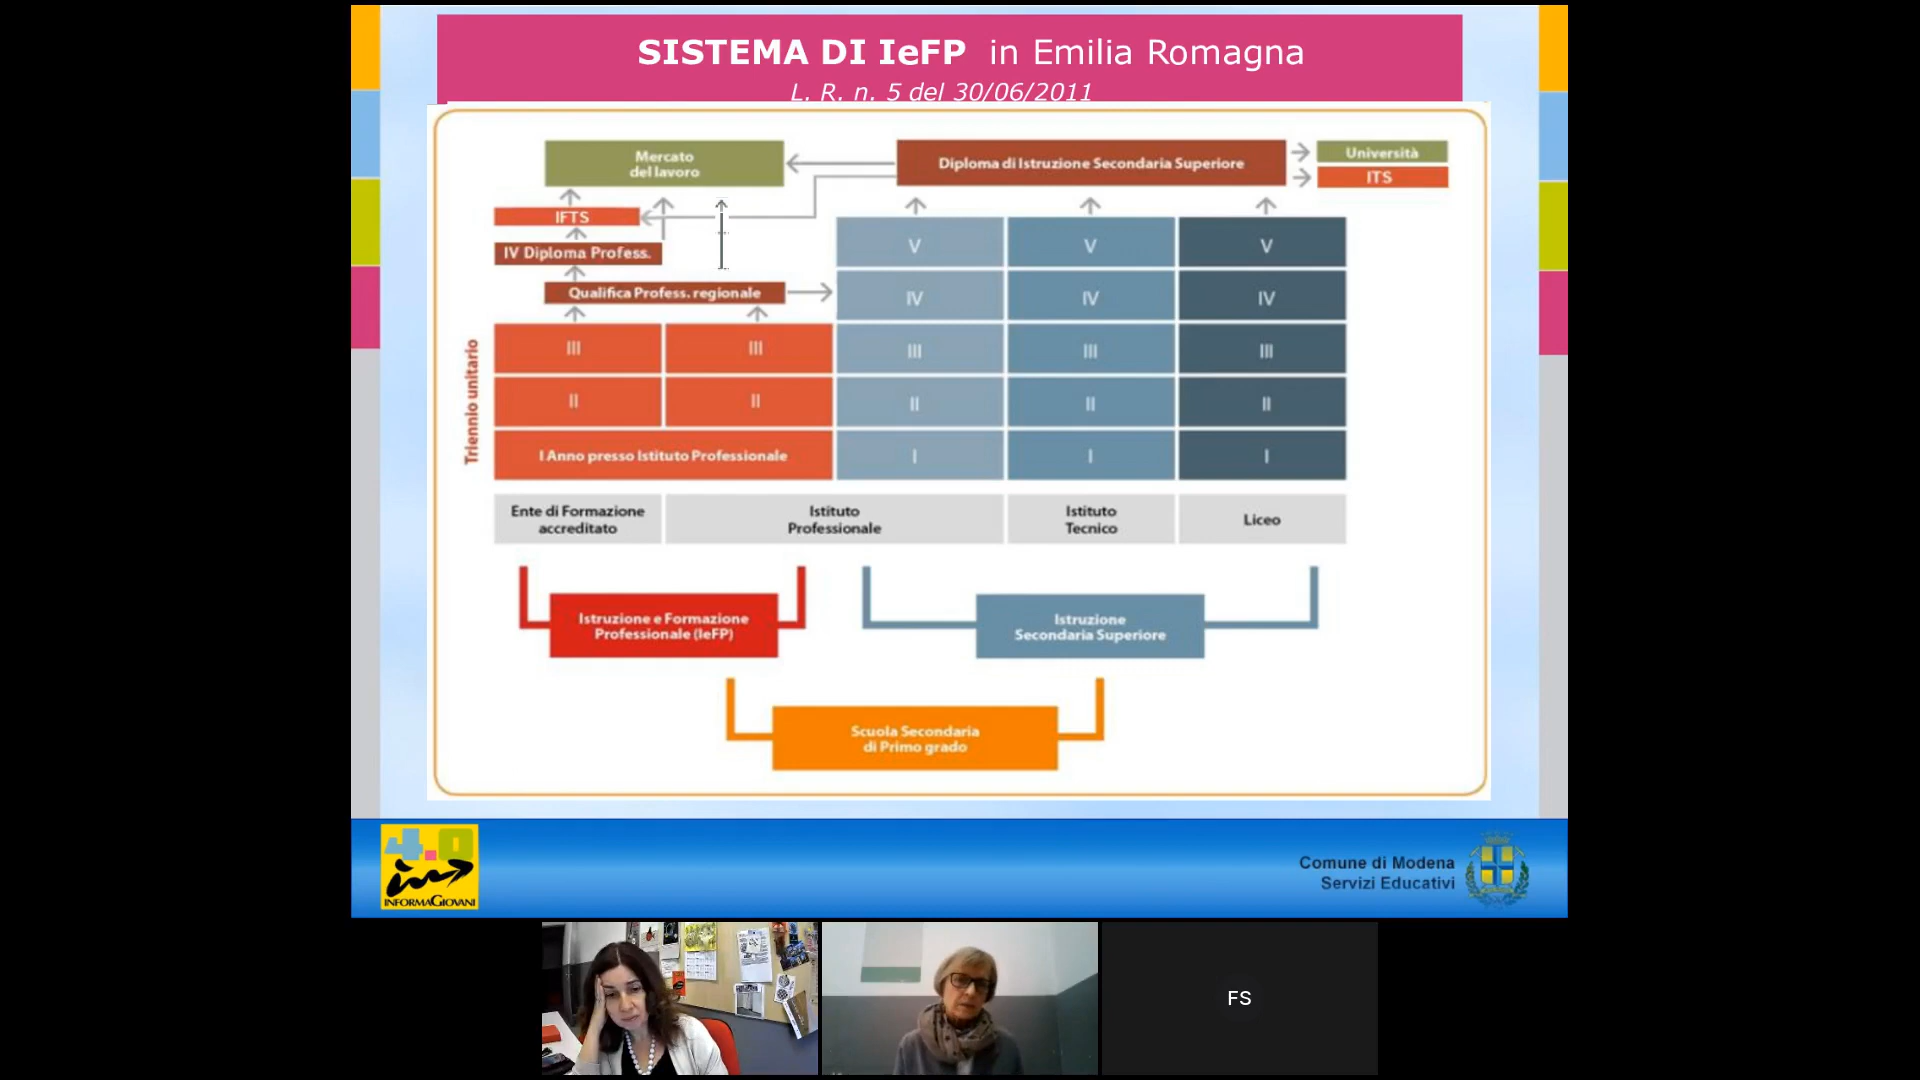 SISTEMA DI IeFP in Emilia Romagna
L. R. n. 5 del 30/06/2011
Mercato
del lavoro
Diploma di Istruzione Secondaria Superiore
Università
ITS
IFTS
IV Diploma Profess.
Qualifica Profess. regionale
V
V
V
IV
IV
IV
Triennio unitario
III
III
III
III
III
II
II
II
II
II
I Anno presso Istituto Professionale
I
I
I
Ente di Formazione
accreditato
Istituto
Professionale
Istituto
Tecnico
Liceo
Istruzione e Formazione
Professionale (IeFP)
Istruzione
Secondaria Superiore
Scuola Secondaria
di Primo grado
4.0
INFORMAGIOVANI
Comune di Modena
Servizi Educativi
FS